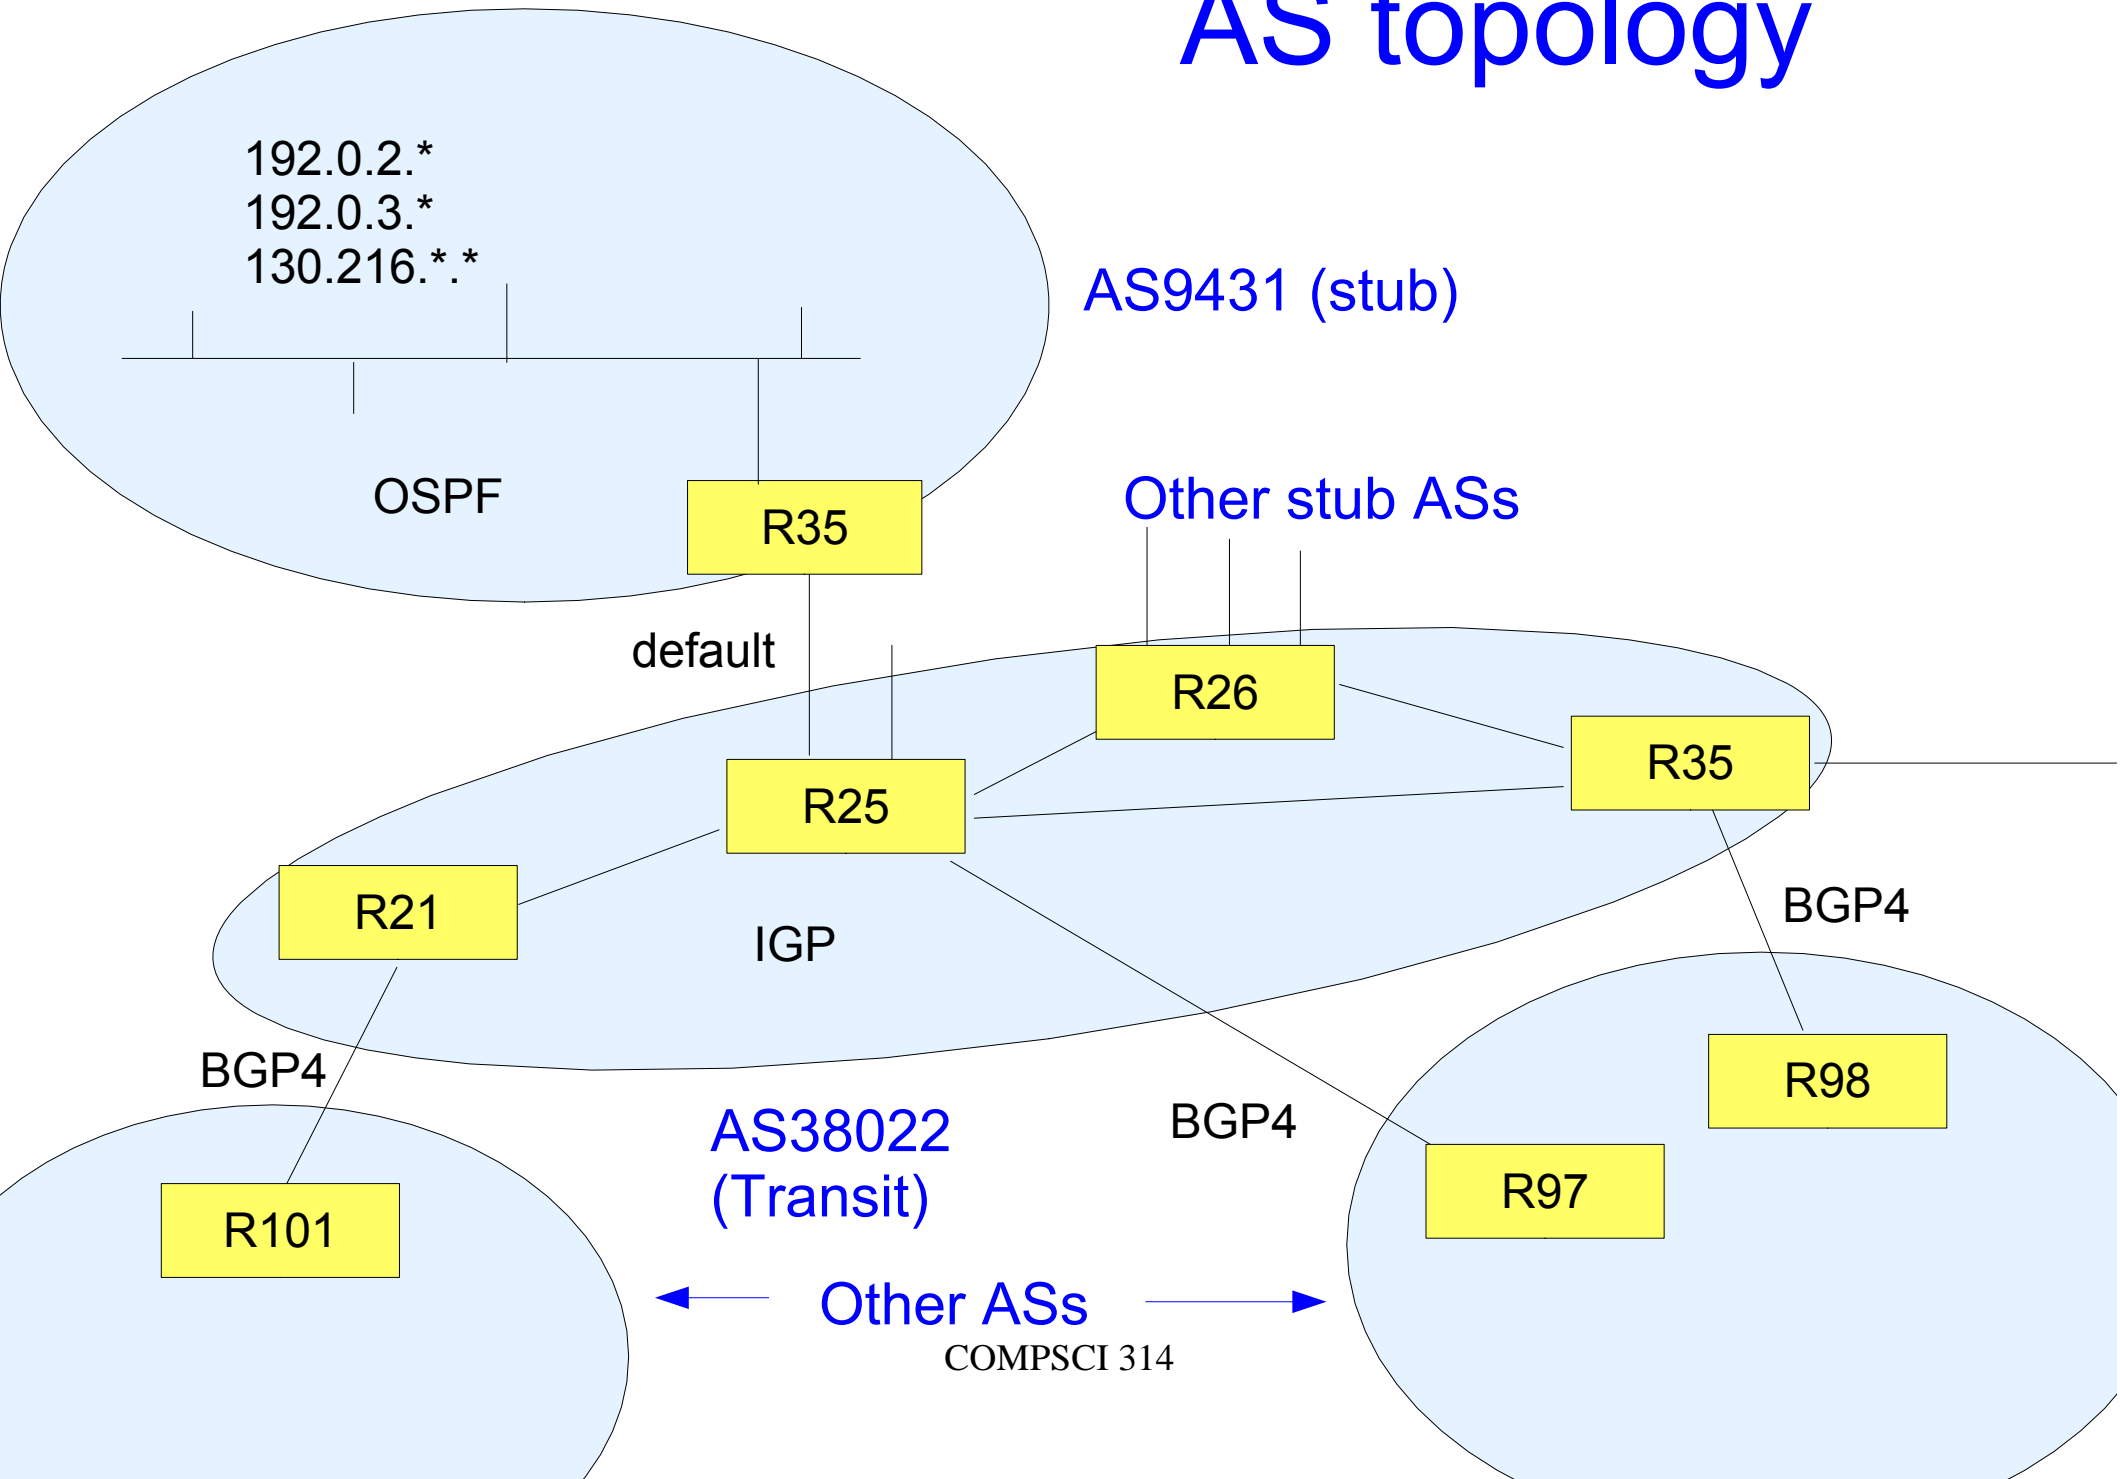 AS topology
192.0.2.*
192.0.3.*
130.216.*.*
AS9431 (stub)
OSPF
R35
Other stub ASs
default
R26
R35
R25
R21
IGP
BGP4
BGP4
AS38022
(Transit)
BGP4
R98
R97
R101
Other ASs
COMPSCI 314